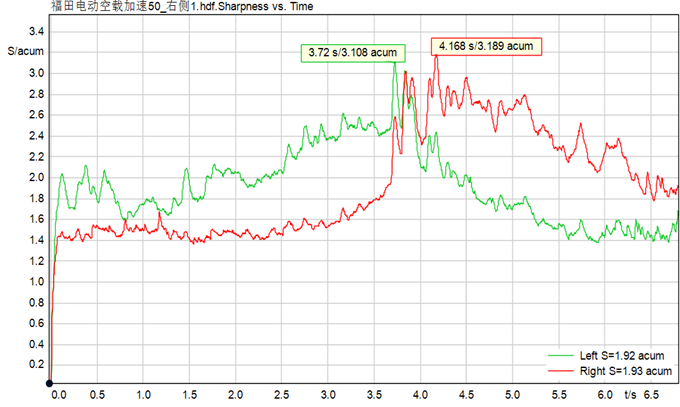 福田电动空载加速50_右侧1.hdf.Sharpness vs. Time
S/acum
3.4
3.2
3.0
2.8
2.6
2.4
2.2
2.0
1.8
1.6
1.4
1.2
1.0
0.8
0.6
0.4
0.2
3.72 s/3.108 acum
4.168 s/3.189 acum
Left S=1.92 acum
Right S=1.93 acum
0.0 0.5 1.0 1.5 2.0 2.5 3.0 3.5 4.0 4.5 5.0 5.5 6.0 t/s 6.5